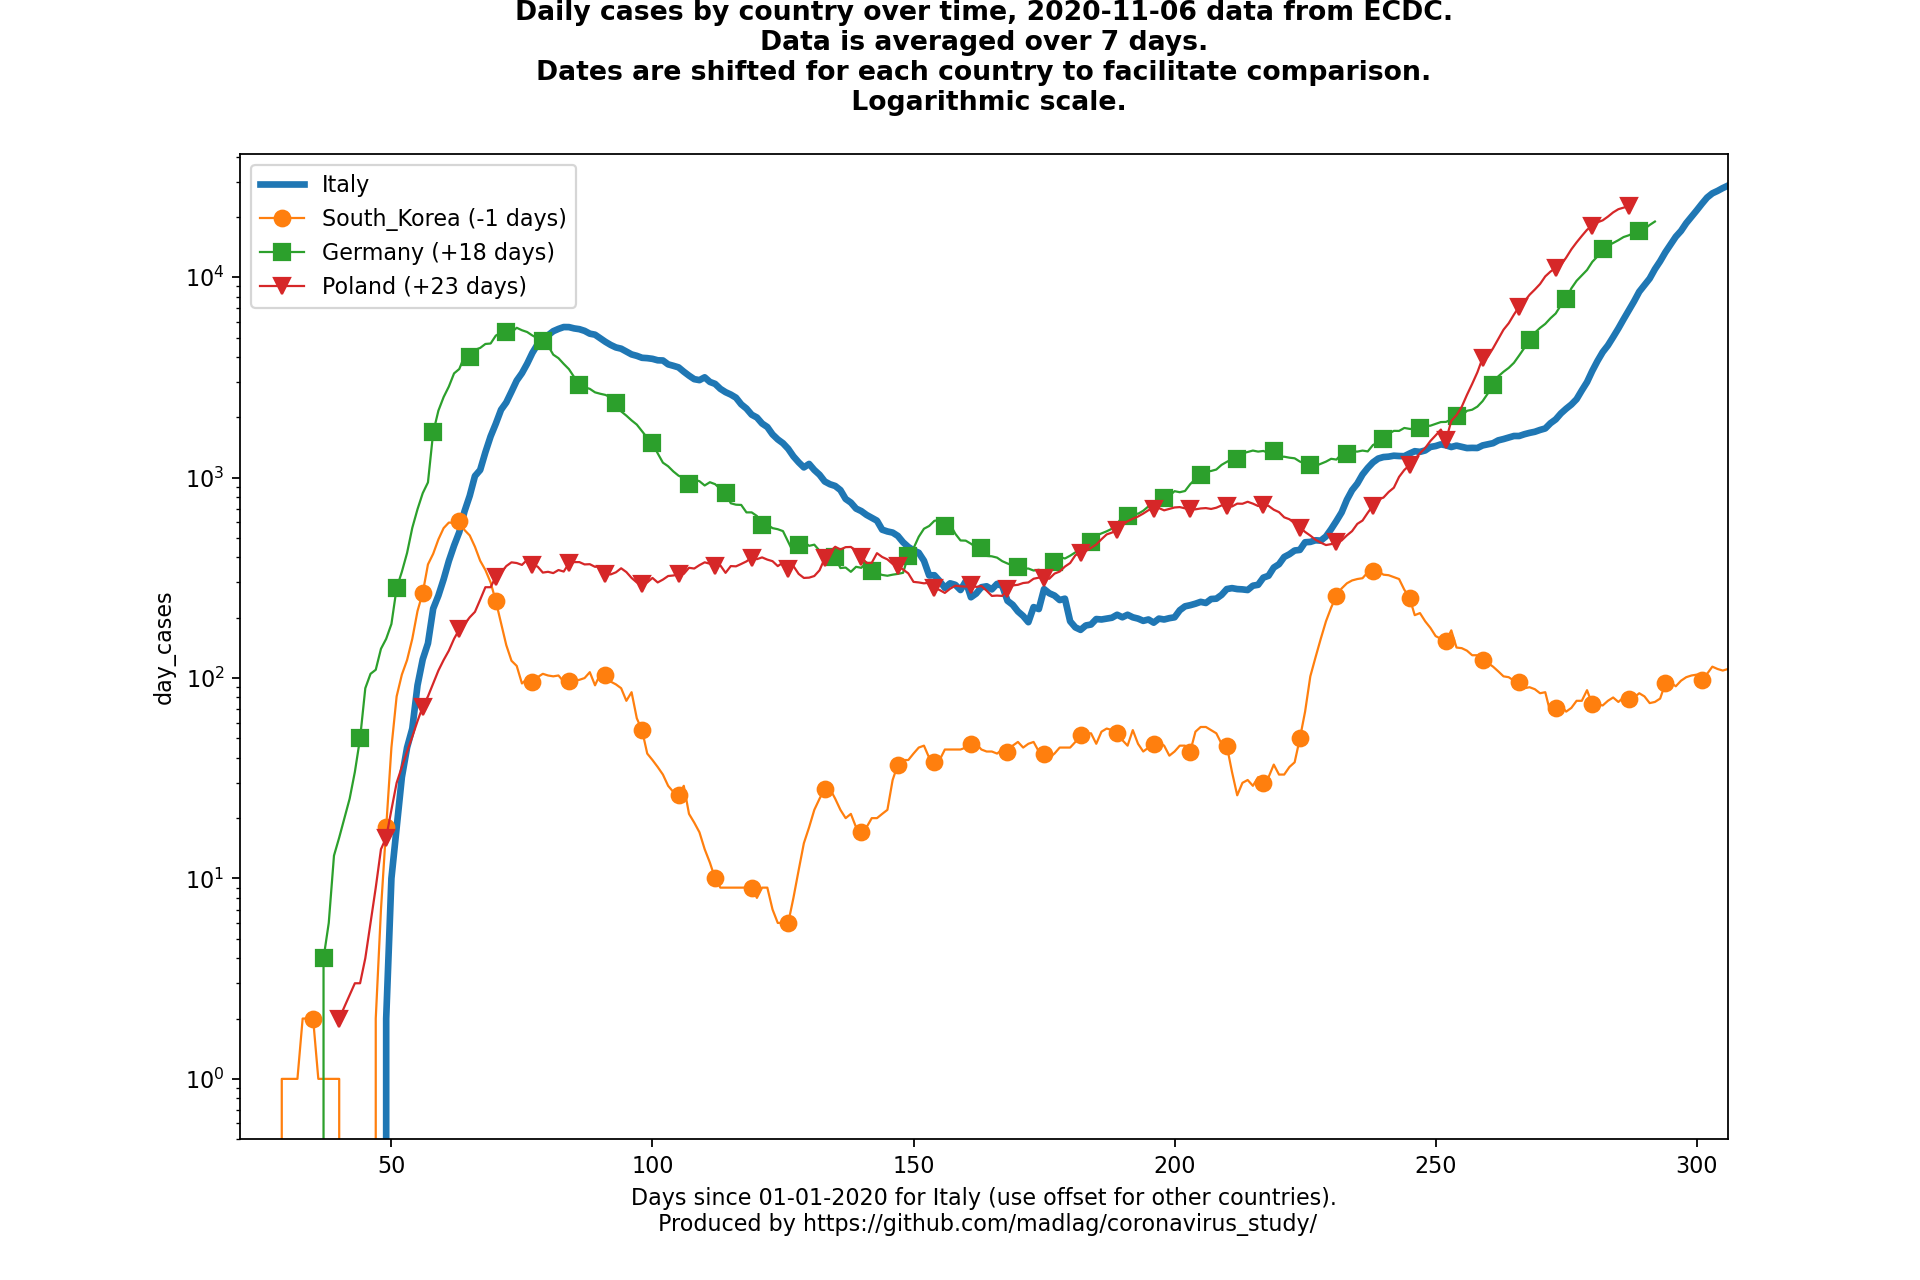 Daily cases by country over time, 2020-11-06 data from ECDC.
Data is averaged over 7 days.
Dates are shifted for each country to facilitate comparison.
Logarithmic scale.
Italy
South_Korea (-1 days)
Germany (+18 days)
Poland (+23 days)
day_cases
10⁴
10³
10²
10¹
10⁰
50 100 150 200 250 300
Days since 01-01-2020 for Italy (use offset for other countries).
Produced by https://github.com/madlag/coronavirus_study/